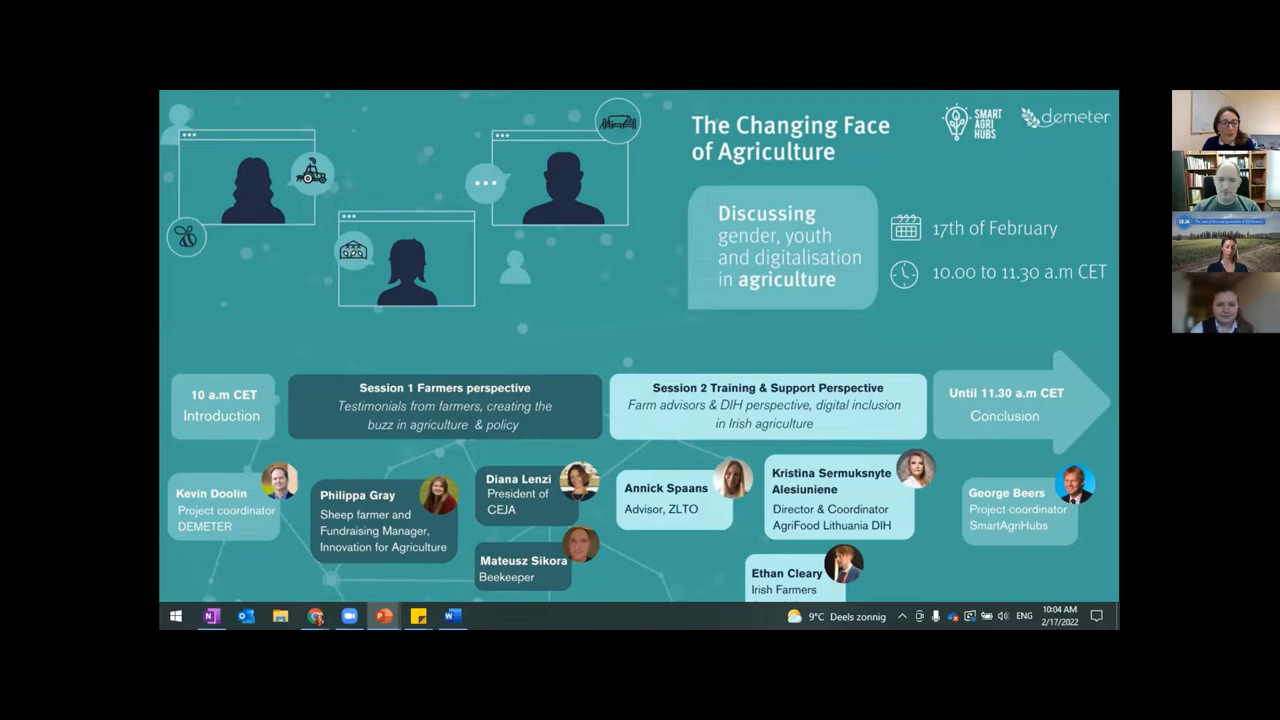 The Changing Face
of Agriculture
SMART
AGRI
HUBS
demeter
Discussing
gender, youth
and digitalisation
in agriculture
17th of February
10.00 to 11.30 a.m CET
10 a.m CET
Introduction
Session 1 Farmers perspective
Testimonials from farmers, creating the
buzz in agriculture & policy
Session 2 Training & Support Perspective
Farm advisors & DIH perspective, digital inclusion
in Irish agriculture
Until 11.30 a.m CET
Conclusion
Kevin Doolin
Project coordinator
DEMETER
Philippa Gray
Sheep farmer and
Fundraising Manager,
Innovation for Agriculture
Diana Lenzi
President of
CEJA
Mateusz Sikora
Beekeeper
Annick Spaans
Advisor, ZLTO
Kristina Sermuksnyte
Alesiuniene
Director & Coordinator
AgriFood Lithuania DIH
Ethan Cleary
Irish Farmers
George Beers
Project coordinator
SmartAgriHubs
9°C Deels zonnig
ENG
10:04 AM
2/17/2022
CEJA